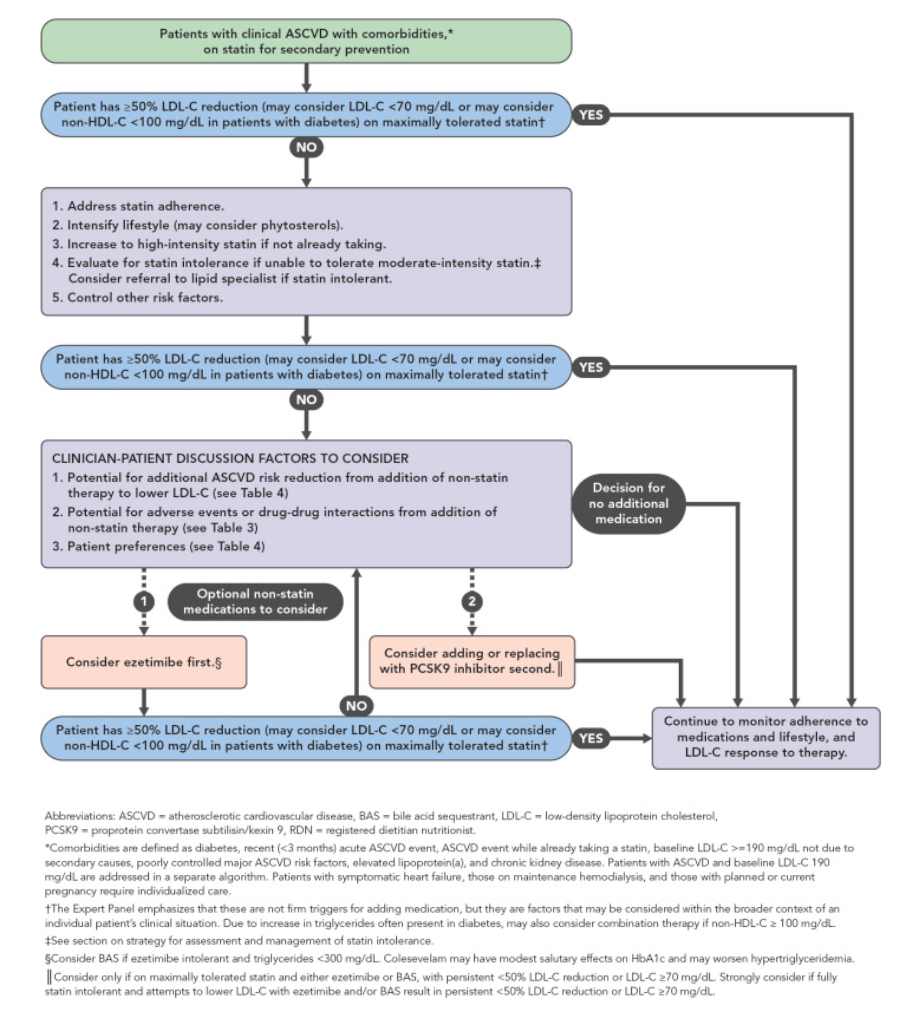 Patients with clinical ASCVD with comorbidities,*
on statin for secondary prevention
Patient has ≥50% LDL-C reduction (may consider LDL-C <70 mg/dL or may consider
non-HDL-C <100 mg/dL in patients with diabetes) on maximally tolerated statin†
YES
NO
1. Address statin adherence.
2. Intensify lifestyle (may consider phytosterols).
3. Increase to high-intensity statin if not already taking.
4. Evaluate for statin intolerance if unable to tolerate moderate-intensity statin.‡
Consider referral to lipid specialist if statin intolerant.
5. Control other risk factors.
Patient has ≥50% LDL-C reduction (may consider LDL-C <70 mg/dL or may consider
non-HDL-C <100 mg/dL in patients with diabetes) on maximally tolerated statin†
YES
NO
CLINICIAN-PATIENT DISCUSSION FACTORS TO CONSIDER
1. Potential for additional ASCVD risk reduction from addition of non-statin
therapy to lower LDL-C (see Table 4)
2. Potential for adverse events or drug-drug interactions from addition of
non-statin therapy (see Table 3)
3. Patient preferences (see Table 4)
Decision for
no additional
medication
1
Optional non-statin
medications to consider
2
Consider ezetimibe first.§
Consider adding or replacing
with PCSK9 inhibitor second.‖
NO
Patient has ≥50% LDL-C reduction (may consider LDL-C <70 mg/dL or may consider
non-HDL-C <100 mg/dL in patients with diabetes) on maximally tolerated statin†
YES
Continue to monitor adherence to
medications and lifestyle, and
LDL-C response to therapy.
Abbreviations: ASCVD = atherosclerotic cardiovascular disease, BAS = bile acid sequestrant, LDL-C = low-density lipoprotein cholesterol,
PCSK9 = proprotein convertase subtilisin/kexin 9, RDN = registered dietitian nutritionist.
*Comorbidities are defined as diabetes, recent (<3 months) acute ASCVD event, ASCVD event while already taking a statin, baseline LDL-C >=190 mg/dL not due to
secondary causes, poorly controlled major ASCVD risk factors, elevated lipoprotein(a), and chronic kidney disease. Patients with ASCVD and baseline LDL-C 190
mg/dL are addressed in a separate algorithm. Patients with symptomatic heart failure, those on maintenance hemodialysis, and those with planned or current
pregnancy require individualized care.
†The Expert Panel emphasizes that these are not firm triggers for adding medication, but they are factors that may be considered within the broader context of an
individual patient's clinical situation. Due to increase in triglycerides often present in diabetes, may also consider combination therapy if non-HDL-C ≥ 100 mg/dL.
‡See section on strategy for assessment and management of statin intolerance.
§Consider BAS if ezetimibe intolerant and triglycerides <300 mg/dL. Colesevelam may have modest salutary effects on HbA1c and may worsen hypertriglyceridemia.
‖Consider only if on maximally tolerated statin and either ezetimibe or BAS, with persistent <50% LDL-C reduction or LDL-C ≥70 mg/dL. Strongly consider if fully
statin intolerant and attempts to lower LDL-C with ezetimibe and/or BAS result in persistent <50% LDL-C reduction or LDL-C ≥70 mg/dL.